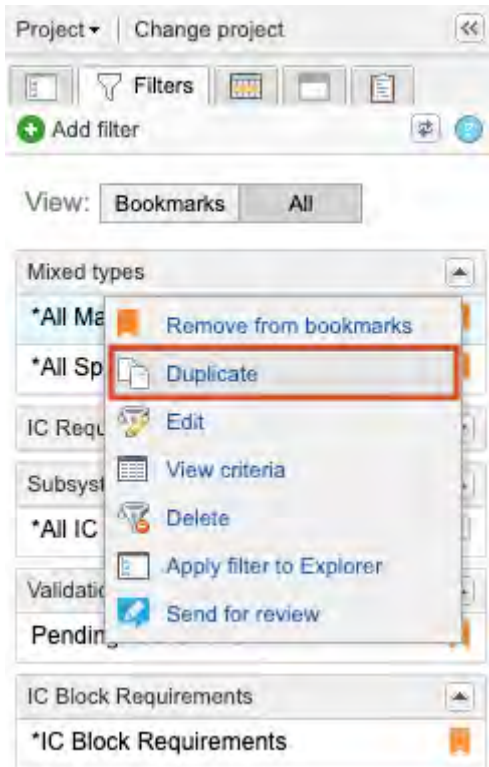 Project | Change project
Filters
Add filter
View: Bookmarks All
Mixed types
*All Ma
Remove from bookmarks
*All Sp
Duplicate
IC Requ
Edit
Subsyst
View criteria
*All IC
Delete
Validatio
Apply filter to Explorer
Pending
Send for review
IC Block Requirements
*IC Block Requirements